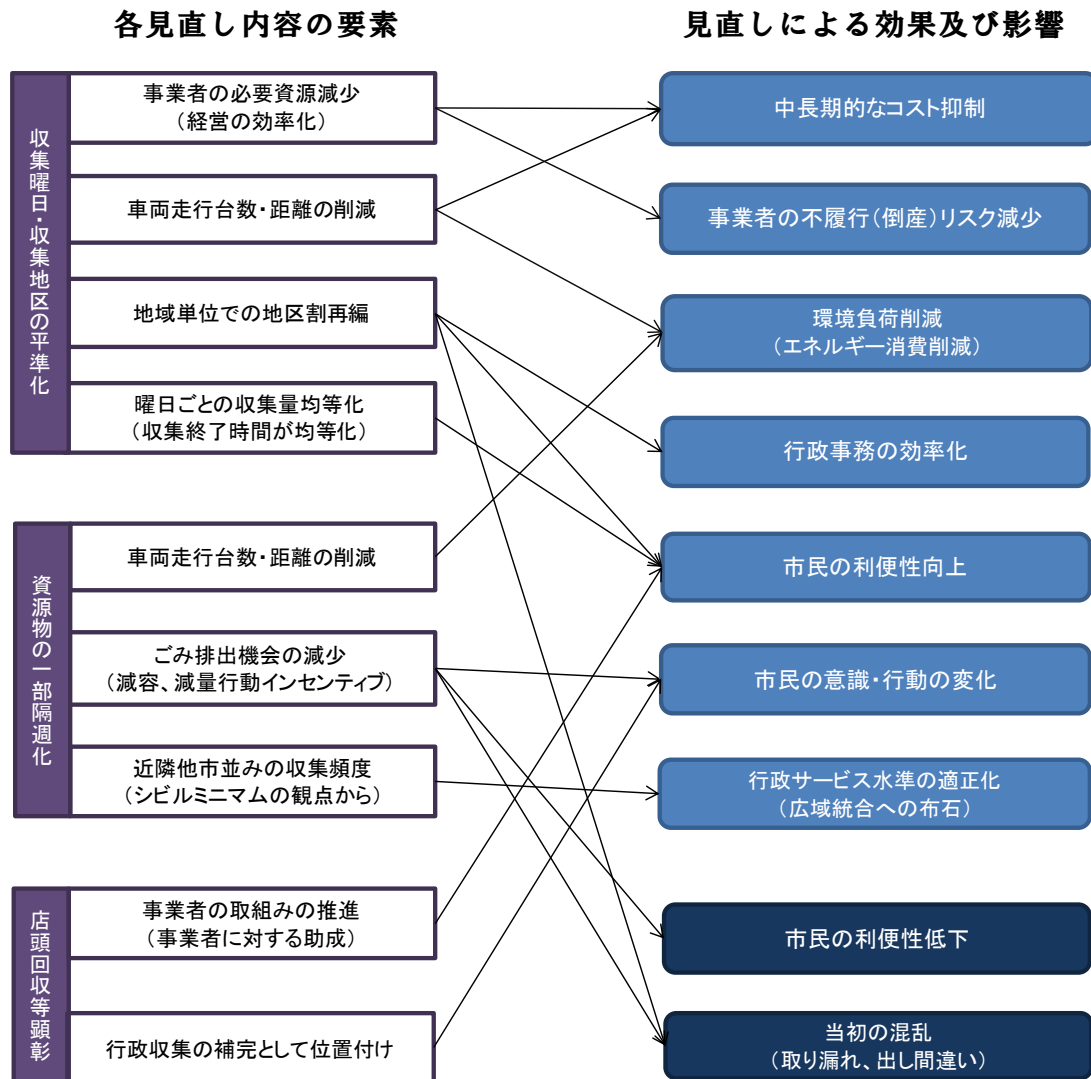 各見直し内容の要素
見直しによる効果及び影響
収集曜日・収集地区の平準化
事業者の必要資源減少
（経営の効率化）
車両走行台数・距離の削減
地域単位での地区割再編
曜日ごとの収集量均等化
（収集終了時間が均等化）
資源物の一部隔週化
車両走行台数・距離の削減
ごみ排出機会の減少
（減容、減量行動インセンティブ）
近隣他市並みの収集頻度
（シビルミニマムの観点から）
店頭回収等顕彰
事業者の取組みの推進
（事業者に対する助成）
行政収集の補完として位置付け
中長期的なコスト抑制
事業者の不履行（倒産）リスク減少
環境負荷削減
（エネルギー消費削減）
行政事務の効率化
市民の利便性向上
市民の意識・行動の変化
行政サービス水準の適正化
（広域統合への布石）
市民の利便性低下
当初の混乱
（取り漏れ、出し間違い）